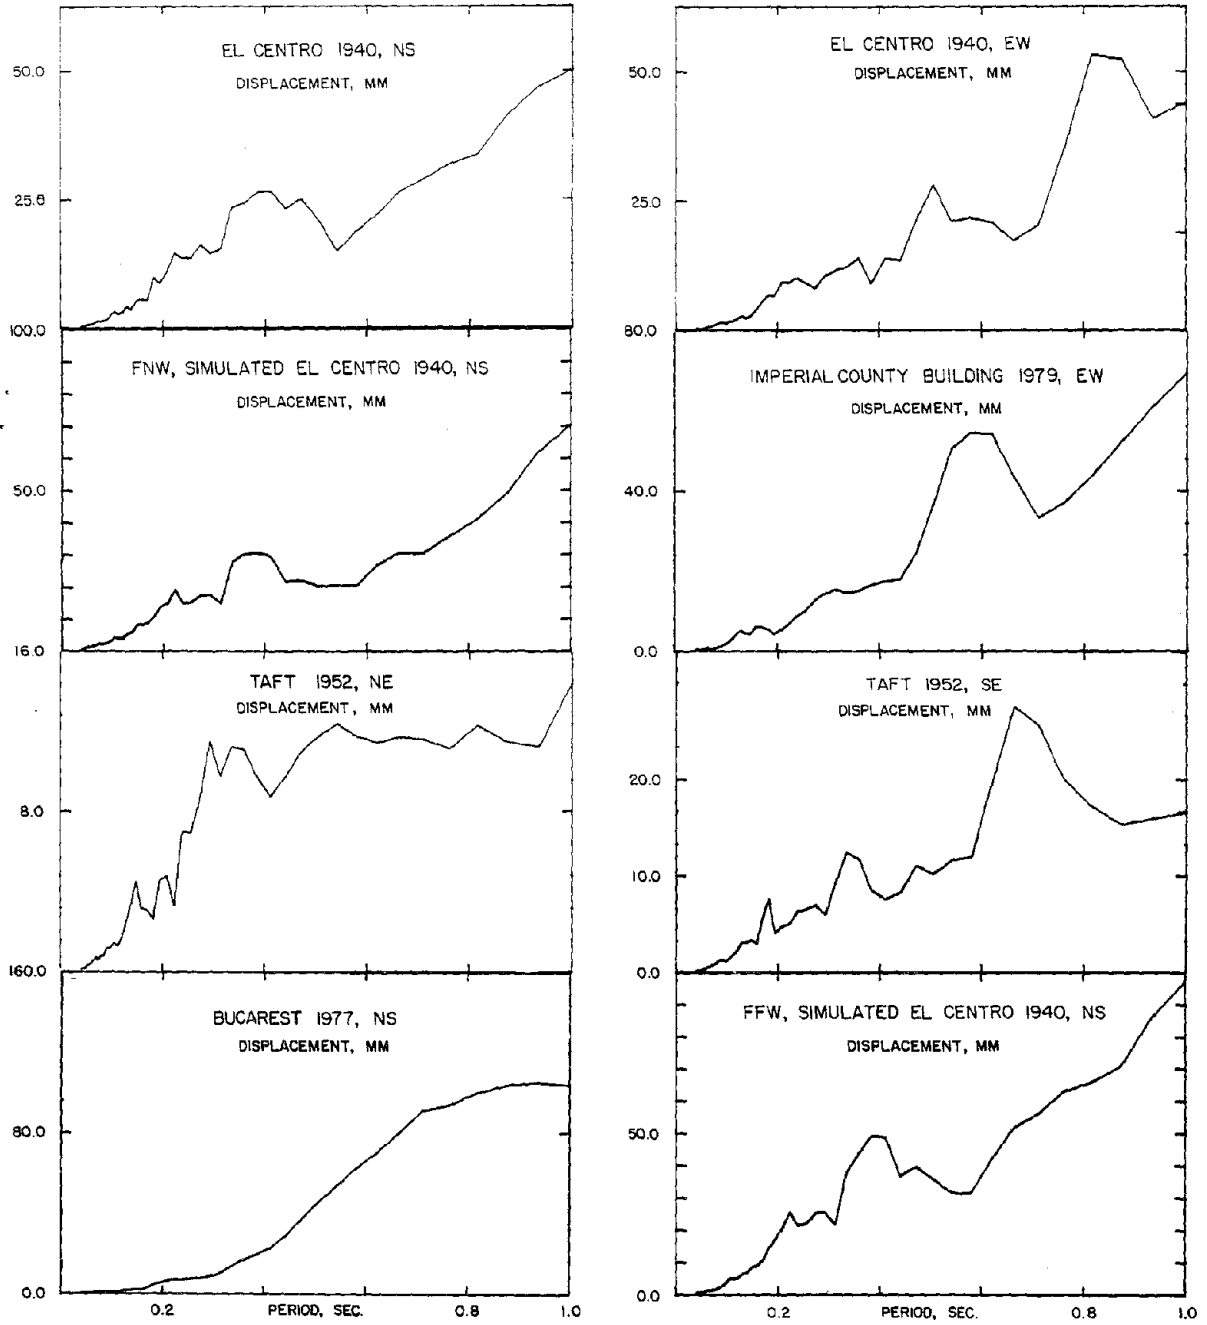 EL CENTRO 1940, NS
DISPLACEMENT, MM
50.0
25.0
100.0
FNW, SIMULATED EL CENTRO 1940, NS
DISPLACEMENT, MM
50.0
16.0
TAFT 1952, NE
DISPLACEMENT, MM
8.0
160.0
BUCAREST 1977, NS
DISPLACEMENT, MM
80.0
0.0
0.2
PERIOD, SEC.
0.8
1.0
EL CENTRO 1940, EW
DISPLACEMENT, MM
50.0
25.0
80.0
IMPERIAL COUNTY BUILDING 1979, EW
DISPLACEMENT, MM
40.0
0.0
TAFT 1952, SE
DISPLACEMENT, MM
20.0
10.0
0.0
FFW, SIMULATED EL CENTRO 1940, NS
DISPLACEMENT, MM
50.0
0.0
0.2
PERIOD, SEC.
0.8
1.0